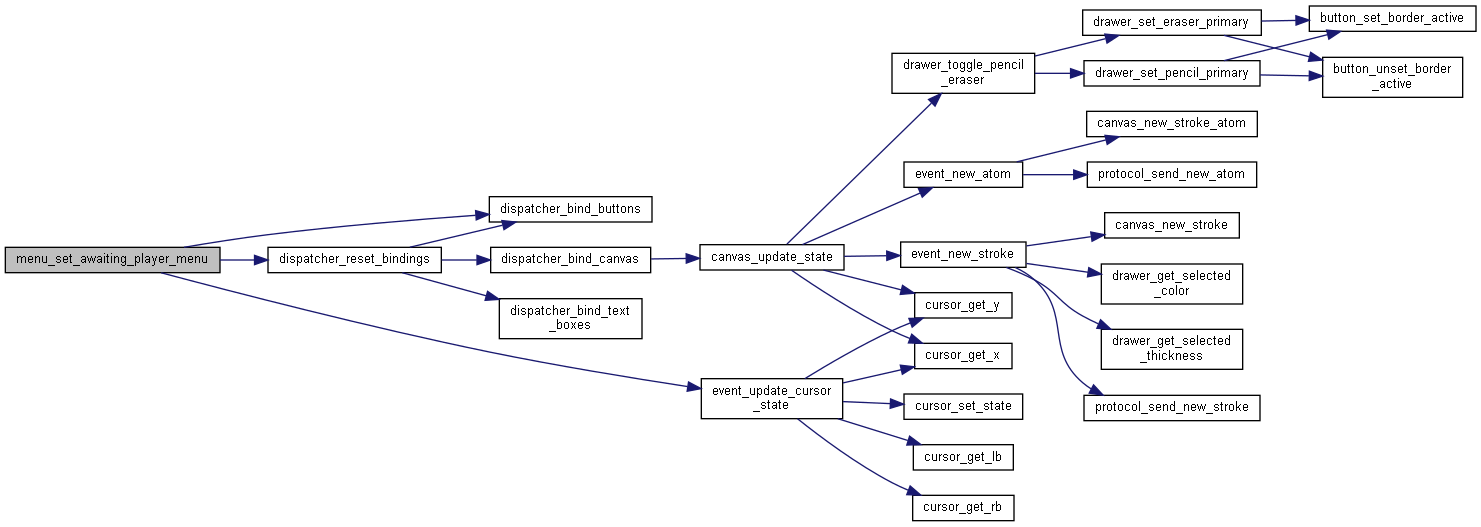 menu_set_awaiting_player_menu
dispatcher_bind_buttons
dispatcher_reset_bindings
dispatcher_bind_canvas
dispatcher_bind_text
_boxes
canvas_update_state
event_update_cursor
_state
drawer_toggle_pencil
_eraser
event_new_atom
event_new_stroke
cursor_get_y
cursor_get_x
cursor_set_state
cursor_get_lb
cursor_get_rb
drawer_set_eraser_primary
drawer_set_pencil_primary
canvas_new_stroke_atom
protocol_send_new_atom
canvas_new_stroke
drawer_get_selected
_color
drawer_get_selected
_thickness
protocol_send_new_stroke
button_set_border_active
button_unset_border
_active